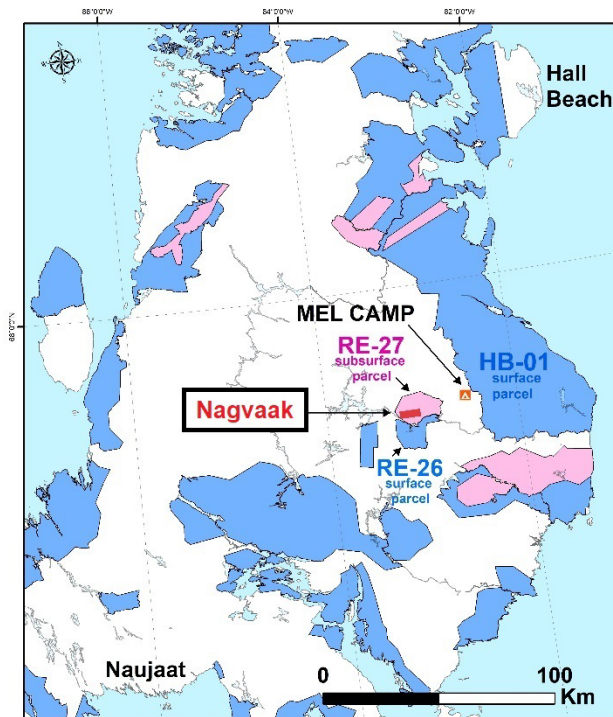 86°0'0"W
84°0'0"W
82°0'0"W
Hall
Beach
68°0'0"N
MEL CAMP
RE-27
subsurface
parcel
HB-01
surface
parcel
Nagvaak
RE-26
surface
parcel
Naujaat
0
100
Km